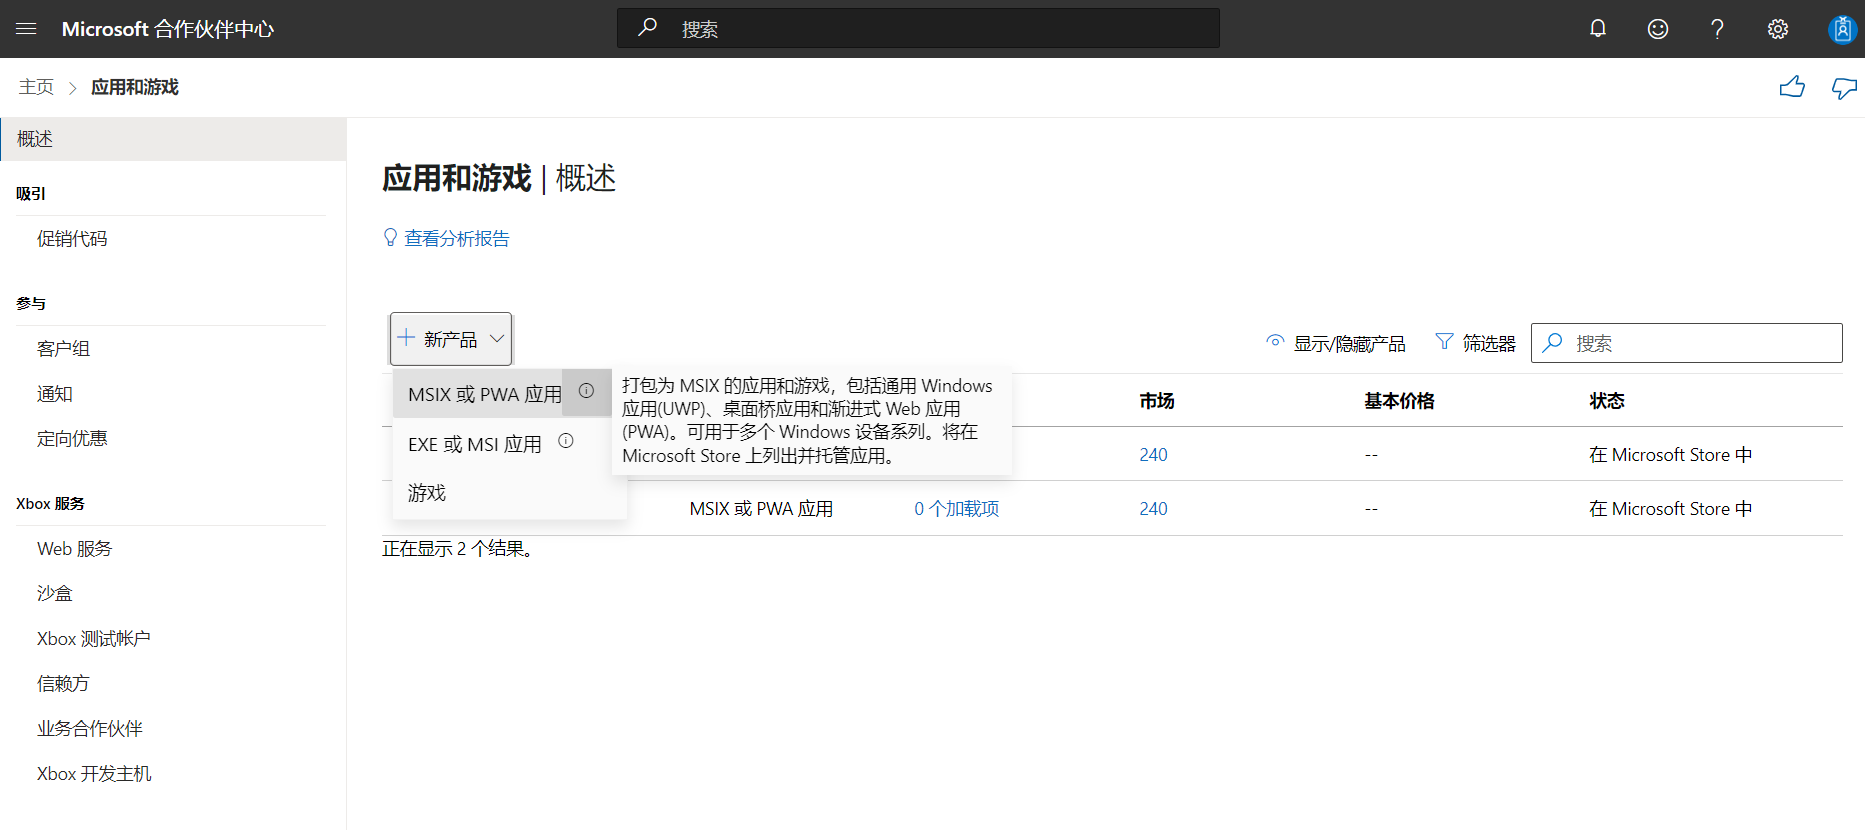 Microsoft 合作伙伴中心
搜索
主页
应用和游戏
概述
吸引
促销代码
参与
客户组
通知
定向优惠
Xbox 服务
Web 服务
沙盒
Xbox 测试帐户
信赖方
业务合作伙伴
Xbox 开发主机
应用和游戏 | 概述
查看分析报告
新产品
显示/隐藏产品
筛选器
搜索
MSIX 或 PWA 应用
EXE 或 MSI 应用
游戏
打包为 MSIX 的应用和游戏，包括通用 Windows
应用(UWP)、桌面桥应用和渐进式 Web 应用
(PWA)。可用于多个 Windows 设备系列。将在
Microsoft Store 上列出并托管应用。
市场
基本价格
状态
240
--
在 Microsoft Store 中
MSIX 或 PWA 应用
0 个加载项
240
--
在 Microsoft Store 中
正在显示 2 个结果。